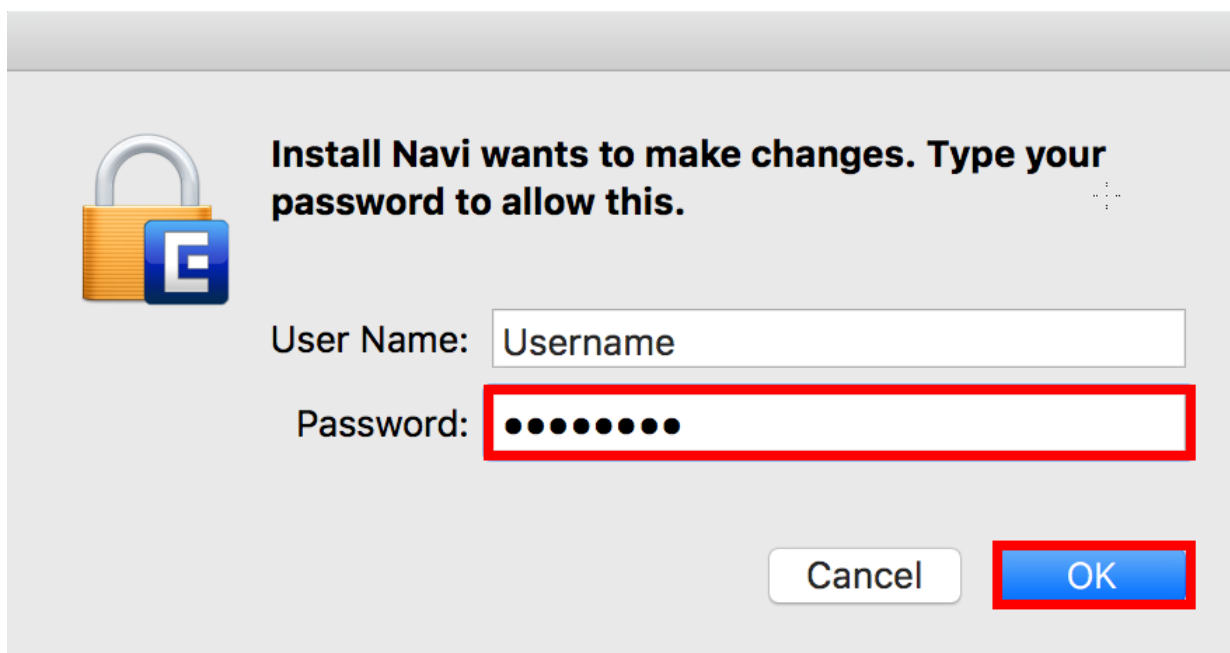 Install Navi wants to make changes. Type your
password to allow this.
E
User Name: Username
Password: ••••••••
Cancel OK